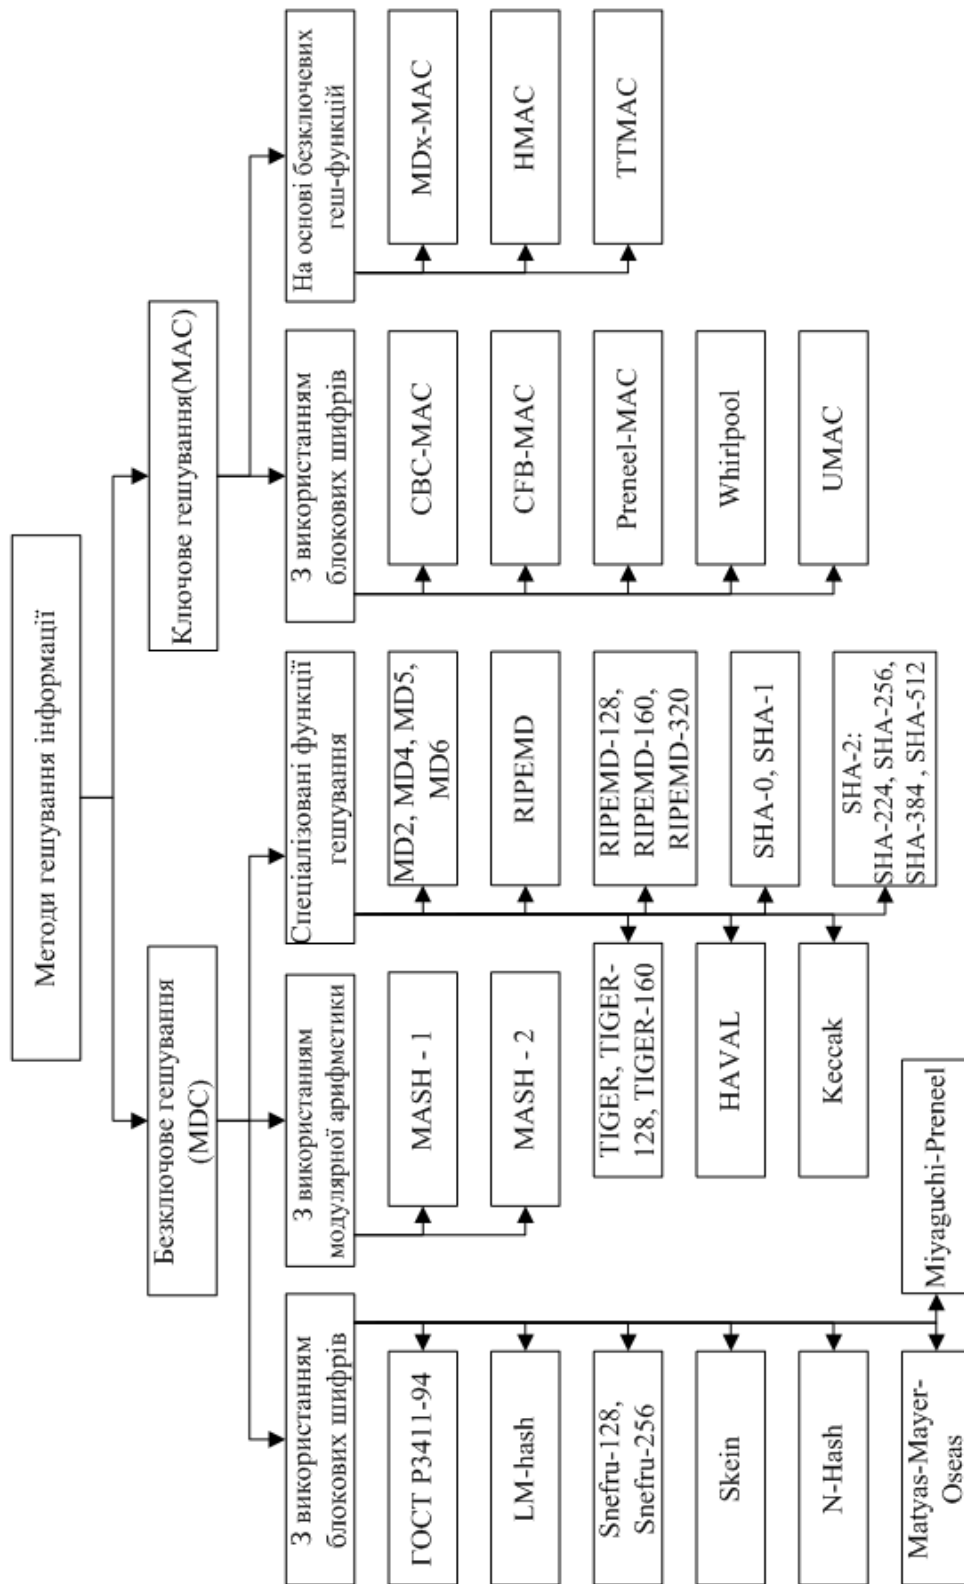 Методи гешування інформації
Безключове гешування
(MDC)
Ключове гешування(MAC)
З використанням
блокових шифрів
З використанням
модулярної арифметики
Спеціалізовані функції
гешування
З використанням
блокових шифрів
На основі безключевих
геш-функцій
ГОСТ Р3411-94
LM-hash
Snefru-128,
Snefru-256
Skein
N-Hash
Matyas-Mayer-
Oseas
Miyaguchi-Preneel
MASH - 1
MASH - 2
MD2, MD4, MD5,
MD6
RIPEMD
RIPEMD-128,
RIPEMD-160,
RIPEMD-320
SHA-0, SHA-1
SHA-2:
SHA-224, SHA-256,
SHA-384 , SHA-512
TIGER, TIGER-
128, TIGER-160
HAVAL
Keccak
CBC-MAC
CFB-MAC
Preneel-MAC
Whirlpool
UMAC
MDx-MAC
HMAC
TTMAC